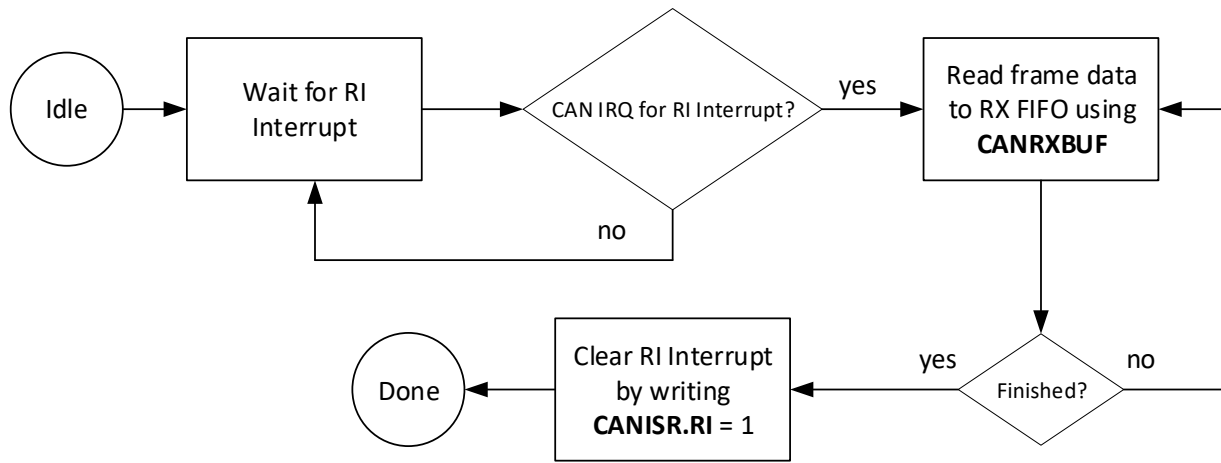 Idle
Wait for RI
Interrupt
CAN IRQ for RI Interrupt?
yes
Read frame data
to RX FIFO using
CANRXBUF
no
Done
Clear RI Interrupt
by writing
CANISR.RI = 1
yes
Finished?
no